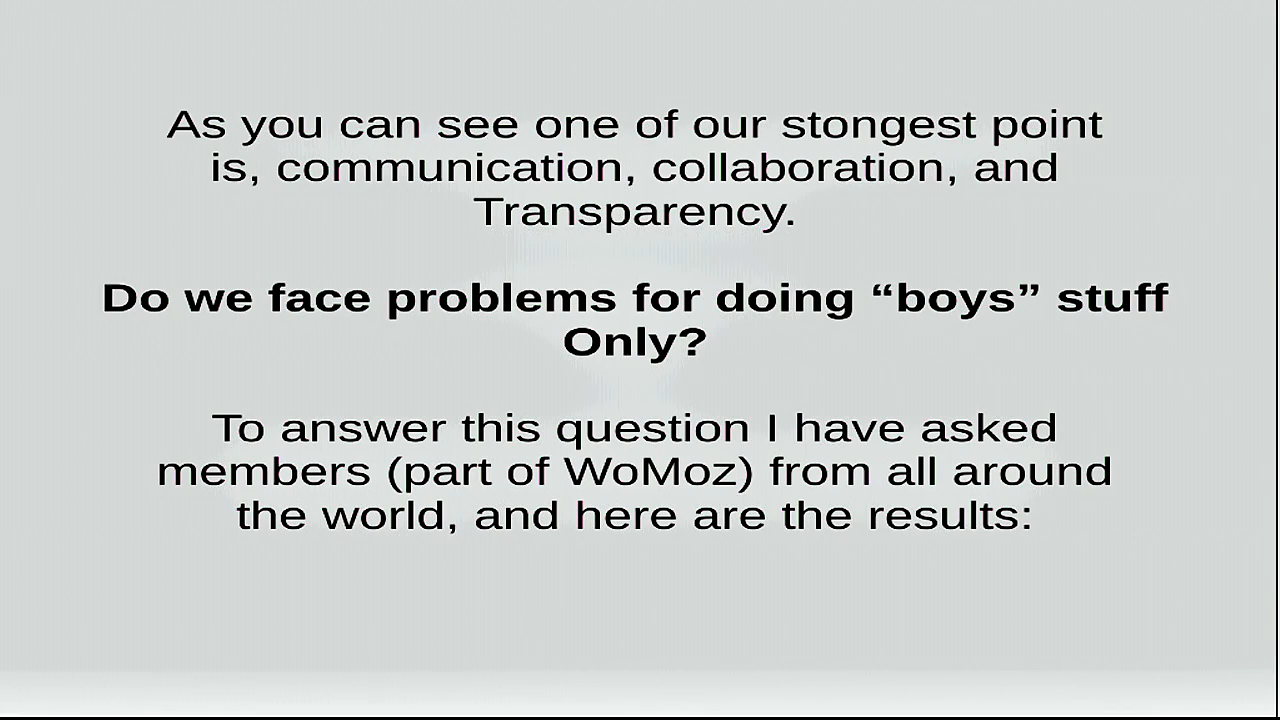 As you can see one of our stongest point
is, communication, collaboration, and
Transparency.
Do we face problems for doing “boys” stuff
Only?
To answer this question I have asked
members (part of WoMoz) from all around
the world, and here are the results: